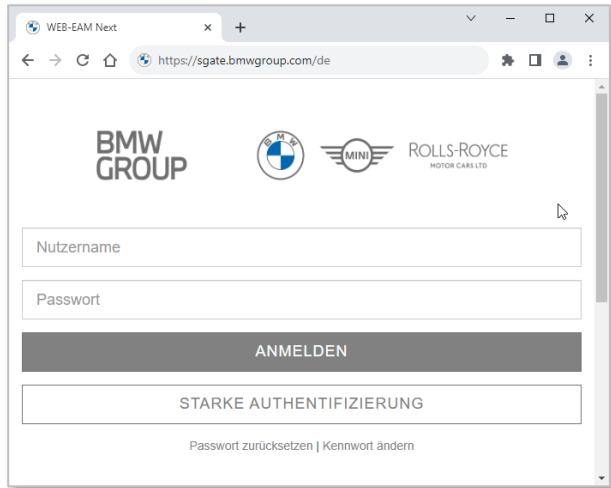 WEB-EAM Next
https://sgate.bmwgroup.com/de
BMW
GROUP
BMW
MINI
ROLLS-ROYCE
MOTOR CARS LTD
Nutzername
Passwort
ANMELDEN
STARKE AUTHENTIFIZIERUNG
Passwort zurücksetzen | Kennwort ändern